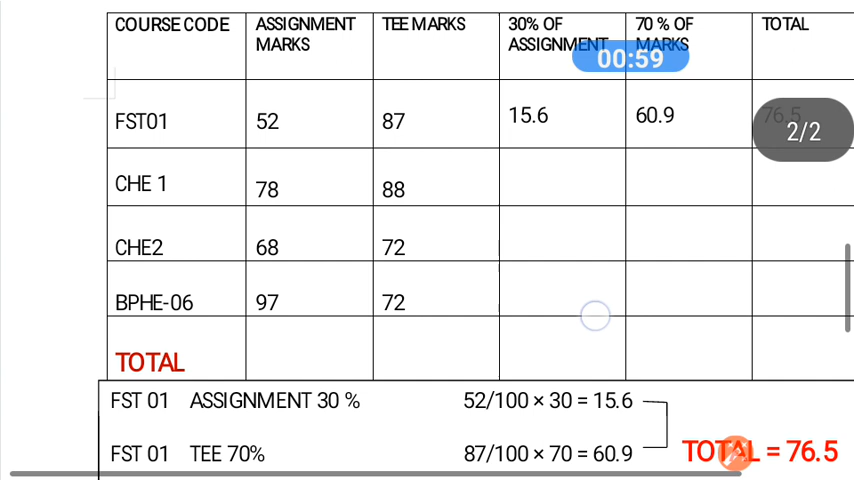 COURSE CODE ASSIGNMENT MARKS TEE MARKS 30% OF ASSIGNMENT 70 % OF MARKS TOTAL
00:59
FST01 52 87 15.6 60.9 76.5
2/2
CHE 1 78 88
CHE2 68 72
BPHE-06 97 72
TOTAL
FST 01 ASSIGNMENT 30 % 52/100 × 30 = 15.6
FST 01 TEE 70% 87/100 × 70 = 60.9 TOTAL = 76.5